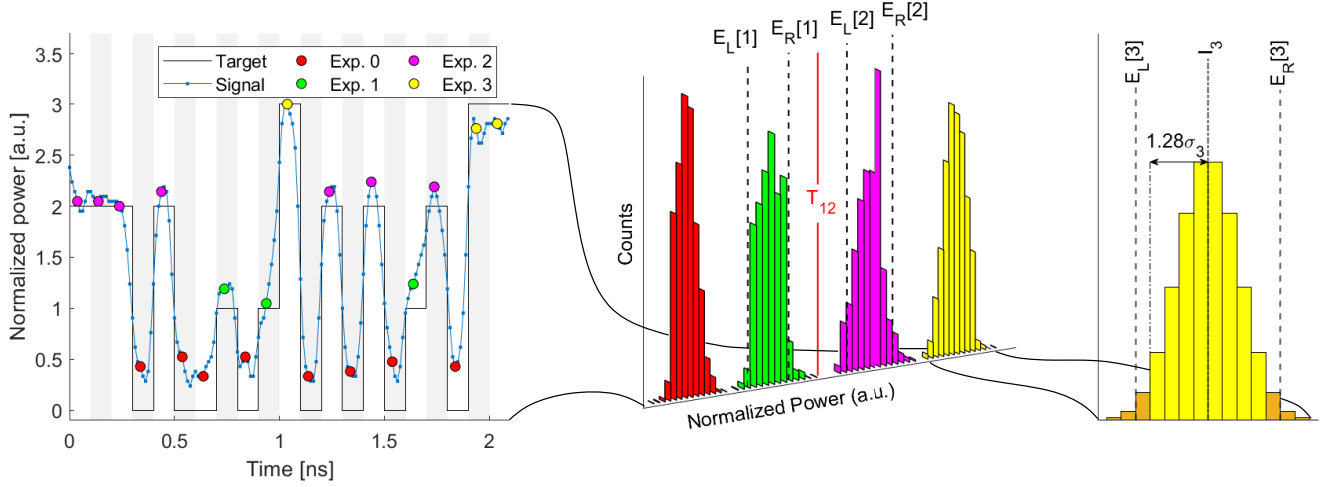 Normalized power [a.u.]
3.5
3
2.5
2
1.5
1
0.5
0
Target
Exp. 0
Exp. 2
Signal
Exp. 1
Exp. 3
0
0.5
1
1.5
2
Time [ns]
Counts
E_L[1]
E_R[1]
E_L[2]
E_R[2]
T_12
Normalized Power (a.u.)
E_L[3]
I_3
E_R[3]
1.28σ_3